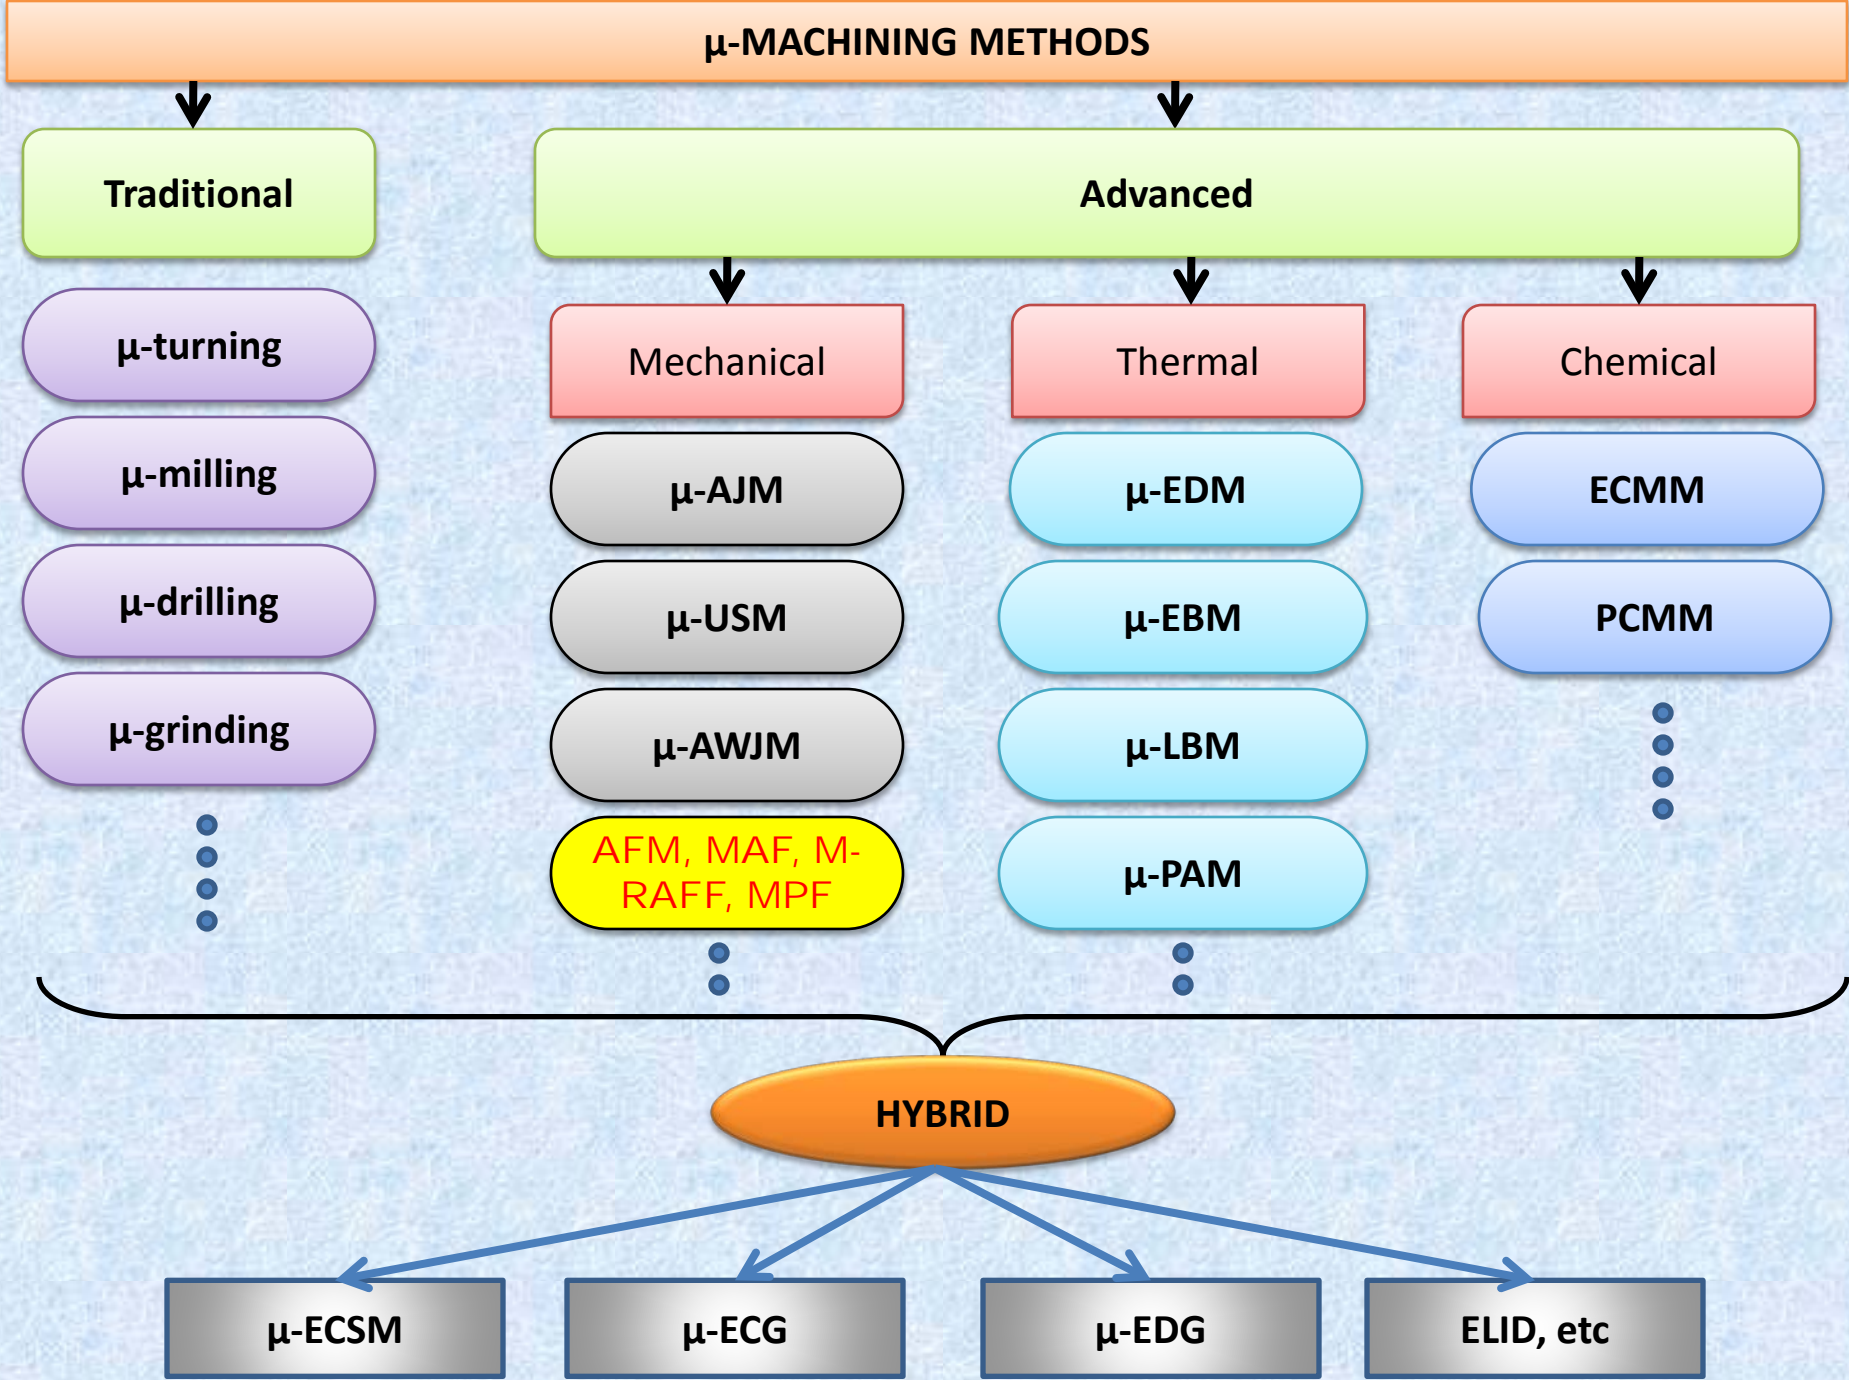 μ-MACHINING METHODS
Traditional
Advanced
μ-turning
μ-milling
μ-drilling
μ-grinding
Mechanical
μ-AJM
μ-USM
μ-AWJM
AFM, MAF, M-
RAFF, MPF
Thermal
μ-EDM
μ-EBM
μ-LBM
μ-PAM
Chemical
ECMM
PCMM
HYBRID
μ-ECSM
μ-ECG
μ-EDG
ELID, etc